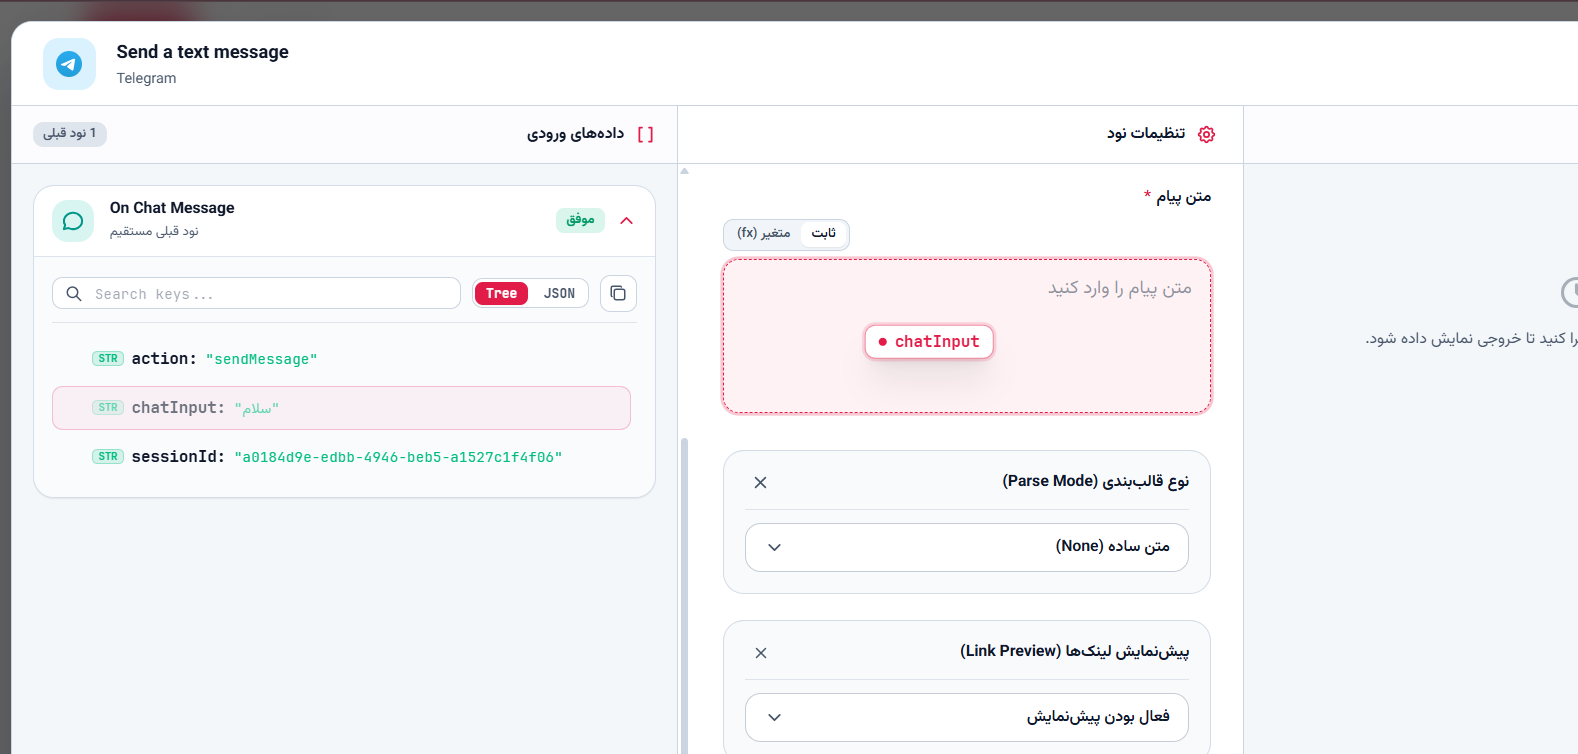 Send a text message
Telegram
داده‌های ورودی
1 نود قبلی
On Chat Message
نود قبلی مستقیم
موفق
Search keys...
Tree
JSON
STR action: "sendMessage"
STR chatInput: "سلام"
STR sessionId: "a0184d9e-edbb-4946-beb5-a1527c1f4f06"
تنظیمات نود
متن پیام *
ثابت
متغیر (fx)
متن پیام را وارد کنید
chatInput
نوع قالب‌بندی (Parse Mode)
متن ساده (None)
پیش‌نمایش لینک‌ها (Link Preview)
فعال بودن پیش‌نمایش
را کنید تا خروجی نمایش داده شود.